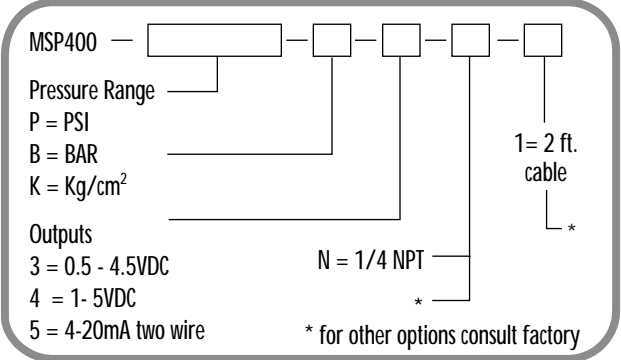 MSP400 — – – – –
Pressure Range
P = PSI
B = BAR
K = Kg/cm²
Outputs
3 = 0.5 - 4.5VDC
4 = 1- 5VDC
5 = 4-20mA two wire
N = 1/4 NPT
*
1= 2 ft.
cable
*
* for other options consult factory